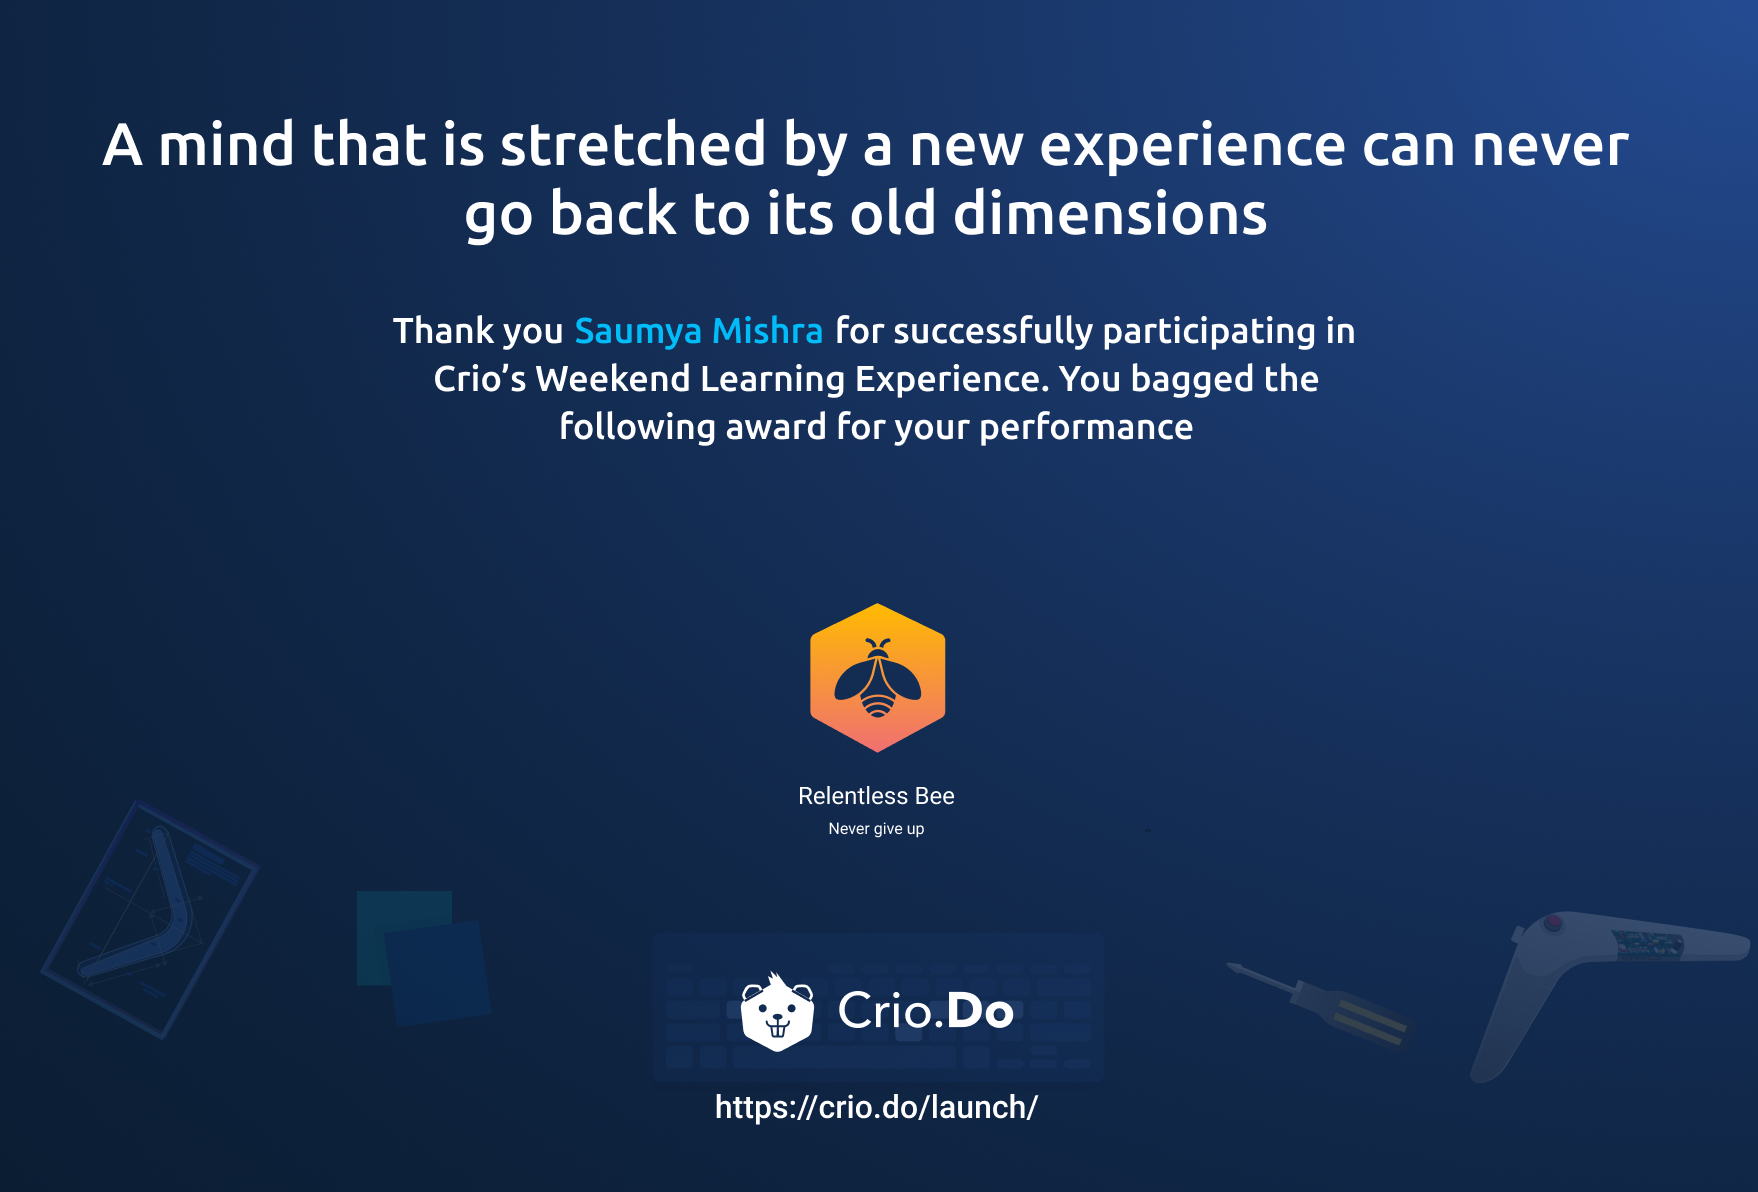 A mind that is stretched by a new experience can never
go back to its old dimensions
Thank you Saumya Mishra for successfully participating in
Crio’s Weekend Learning Experience. You bagged the
following award for your performance
Relentless Bee
Never give up
Crio.Do
https://crio.do/launch/